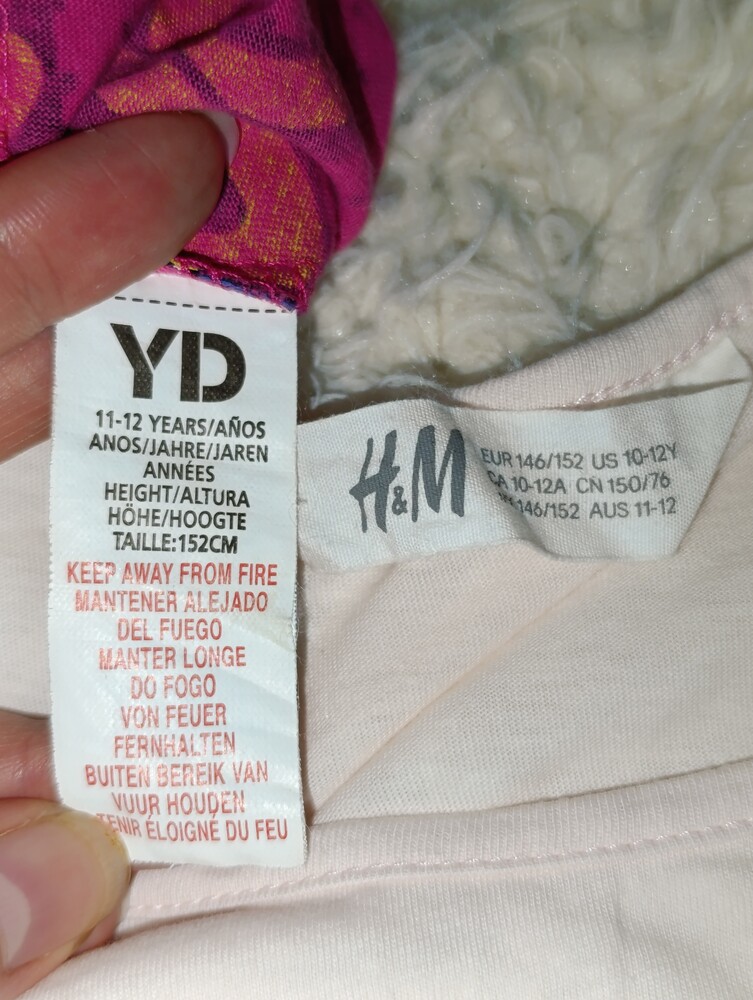 YD
11-12 YEARS/AÑOS
ANOS/JAHRE/JAREN
ANNÉES
HEIGHT/ALTURA
HÖHE/HOOGTE
TAILLE:152CM
KEEP AWAY FROM FIRE
MANTENER ALEJADO
DEL FUEGO
MANTER LONGE
DO FOGO
VON FEUER
FERNHALTEN
BUITEN BEREIK VAN
VUUR HOUDEN
TENIR ÉLOIGNÉ DU FEU
H&M
EUR 146/152 US 10-12Y
CA 10-12A CN 150/76
146/152 AUS 11-12